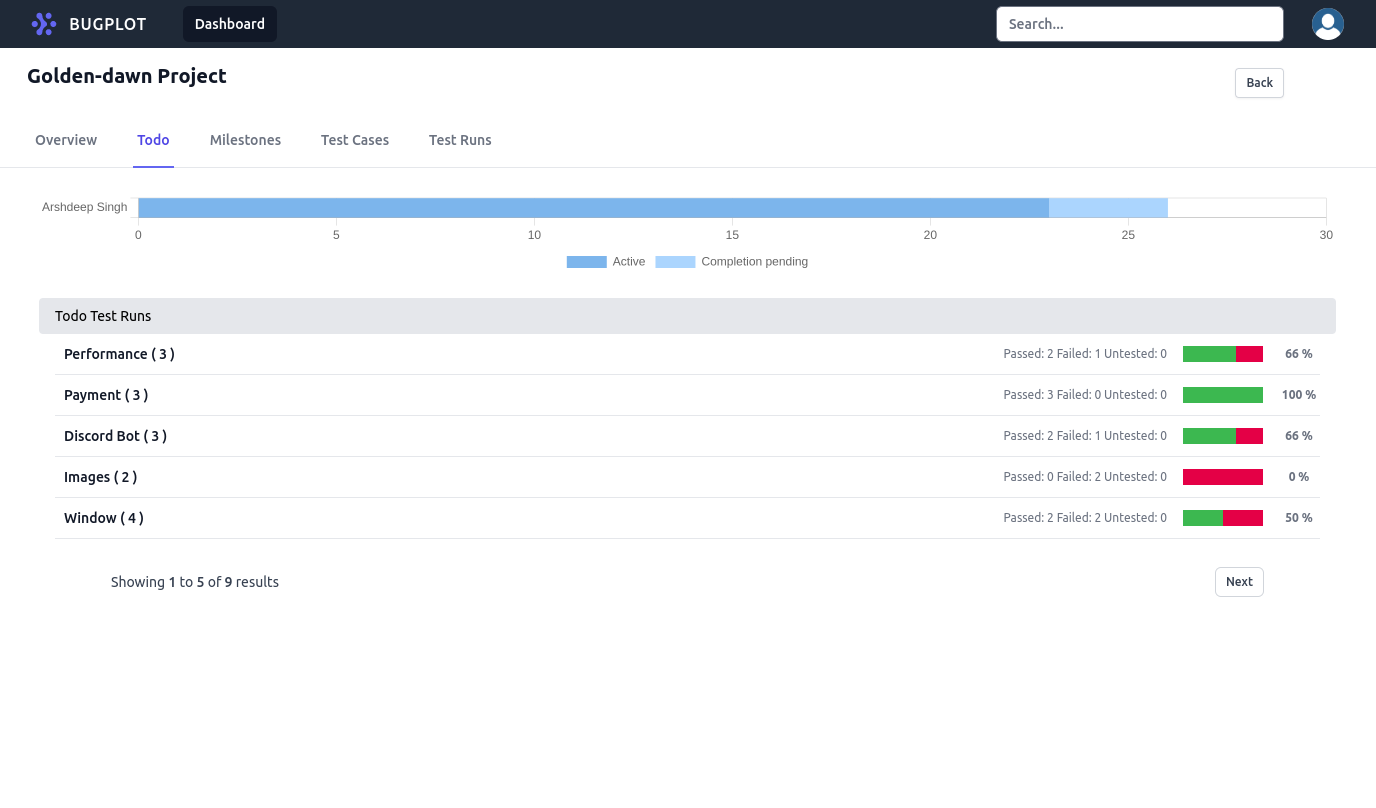 BUGPLOT Dashboard Search...
Golden-dawn Project Back
Overview Todo Milestones Test Cases Test Runs
Arshdeep Singh
0 5 10 15 20 25 30
Active Completion pending
Todo Test Runs
Performance ( 3 ) Passed: 2 Failed: 1 Untested: 0 66 %
Payment ( 3 ) Passed: 3 Failed: 0 Untested: 0 100 %
Discord Bot ( 3 ) Passed: 2 Failed: 1 Untested: 0 66 %
Images ( 2 ) Passed: 0 Failed: 2 Untested: 0 0 %
Window ( 4 ) Passed: 2 Failed: 2 Untested: 0 50 %
Showing 1 to 5 of 9 results Next